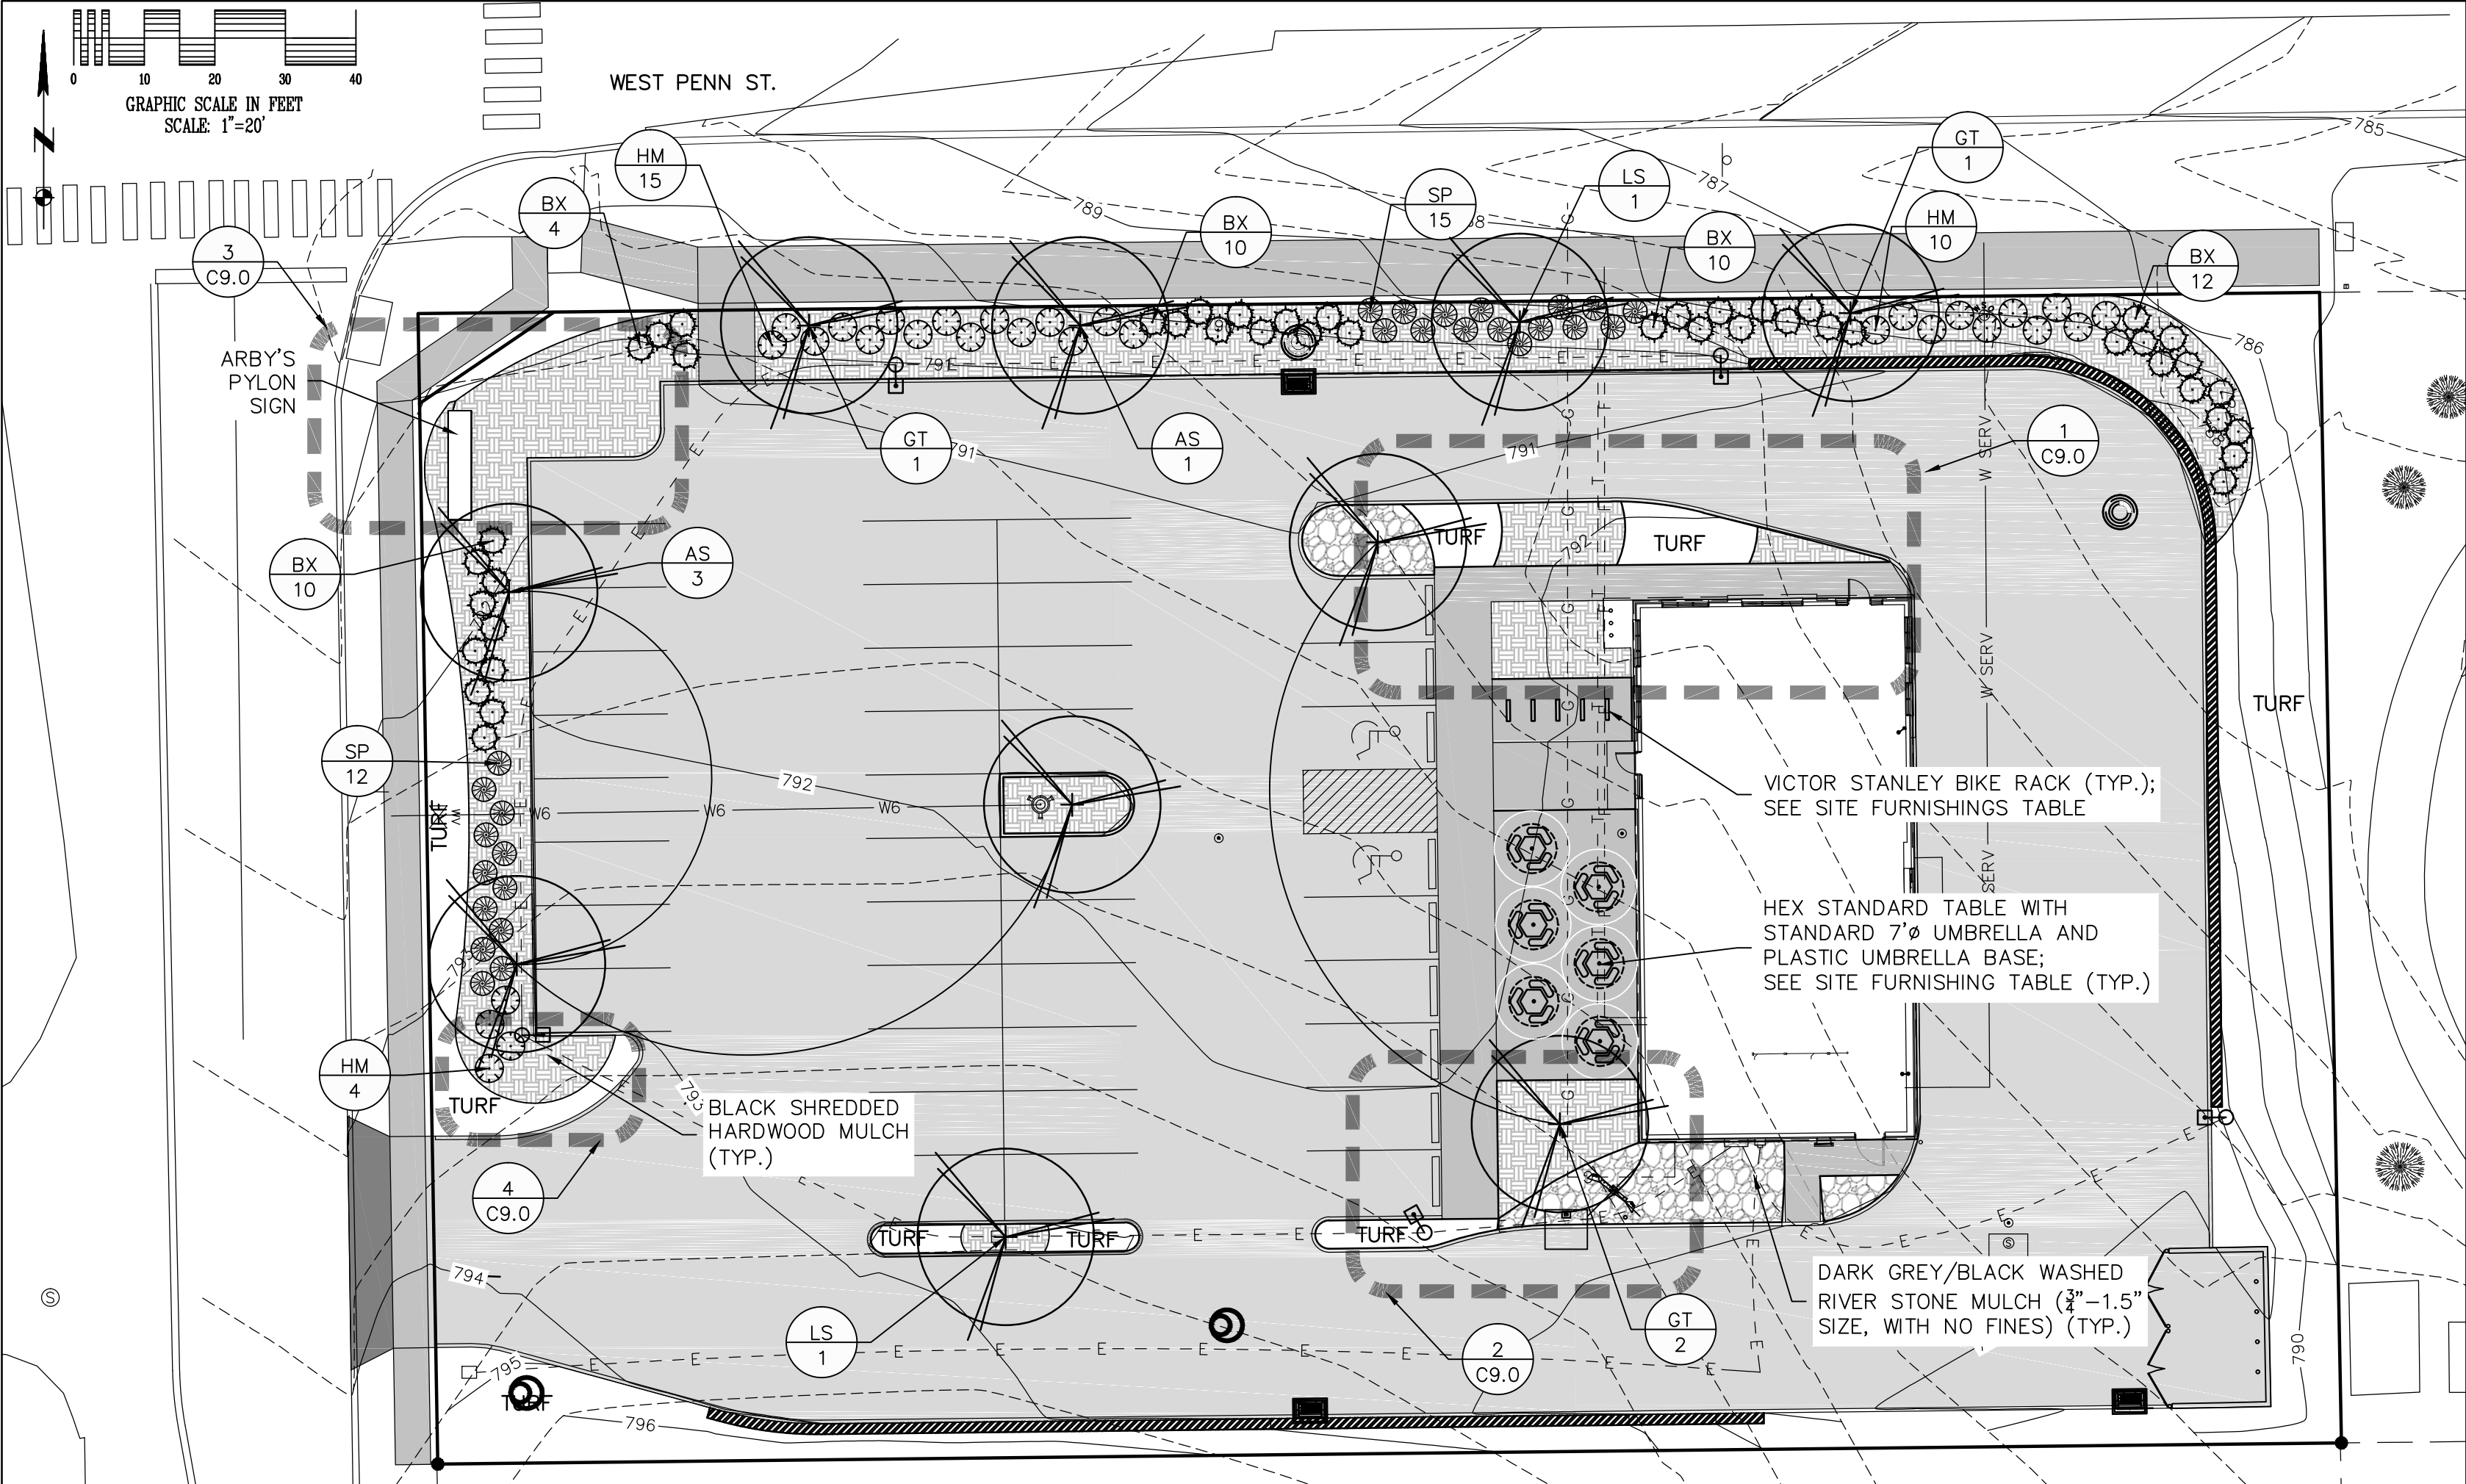 0 10 20 30 40
GRAPHIC SCALE IN FEET
SCALE: 1"=20'
N
WEST PENN ST.
785
HM
15
GT
1
LS
1
787
SP
15
BX
4
789
88
BX
10
HM
10
BX
10
BX
12
3
C9.0
786
ARBY'S
PYLON
SIGN
791
E E E E E E E E
GT
1
791
AS
1
791
1
C9.0
W SERV
TURF
792
TURF
BX
10
AS
3
W SERV
TURF
SP
12
792
W6 W6 W6
TURF
VICTOR STANLEY BIKE RACK (TYP.);
SEE SITE FURNISHINGS TABLE
SERV
HEX STANDARD TABLE WITH
STANDARD 7'ø UMBRELLA AND
PLASTIC UMBRELLA BASE;
SEE SITE FURNISHING TABLE (TYP.)
793
HM
4
TURF
793
BLACK SHREDDED
HARDWOOD MULCH
(TYP.)
4
C9.0
TURF TURF
TURF
794
S
DARK GREY/BLACK WASHED
RIVER STONE MULCH (3/4"-1.5"
SIZE, WITH NO FINES) (TYP.)
LS
1
2
C9.0
GT
2
790
795
TURF
796